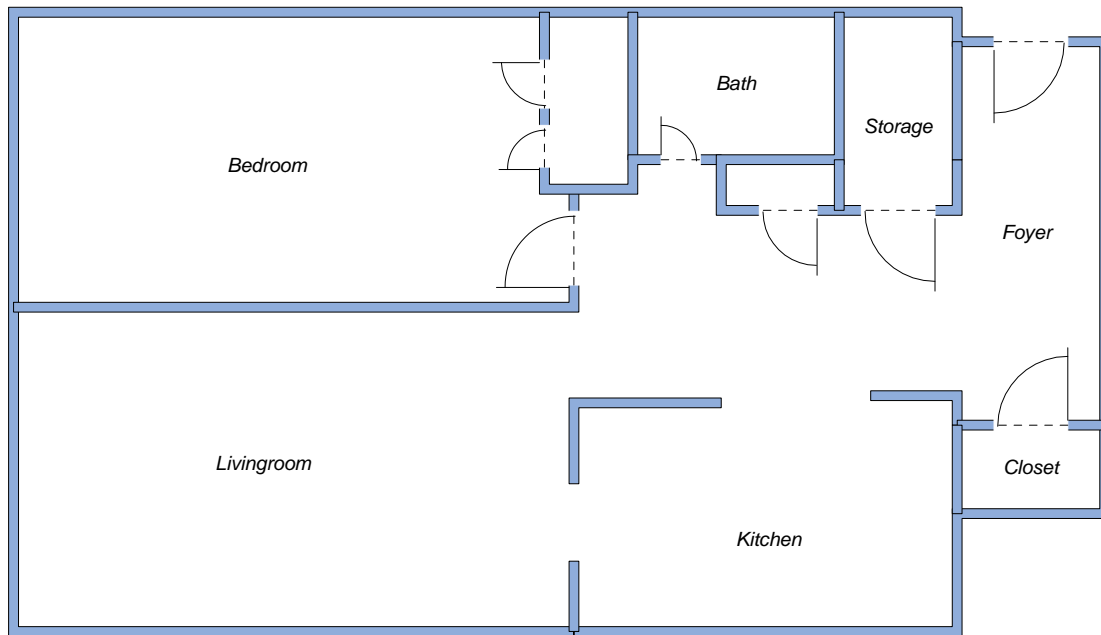 Bath
Storage
Bedroom
Foyer
Livingroom
Closet
Kitchen